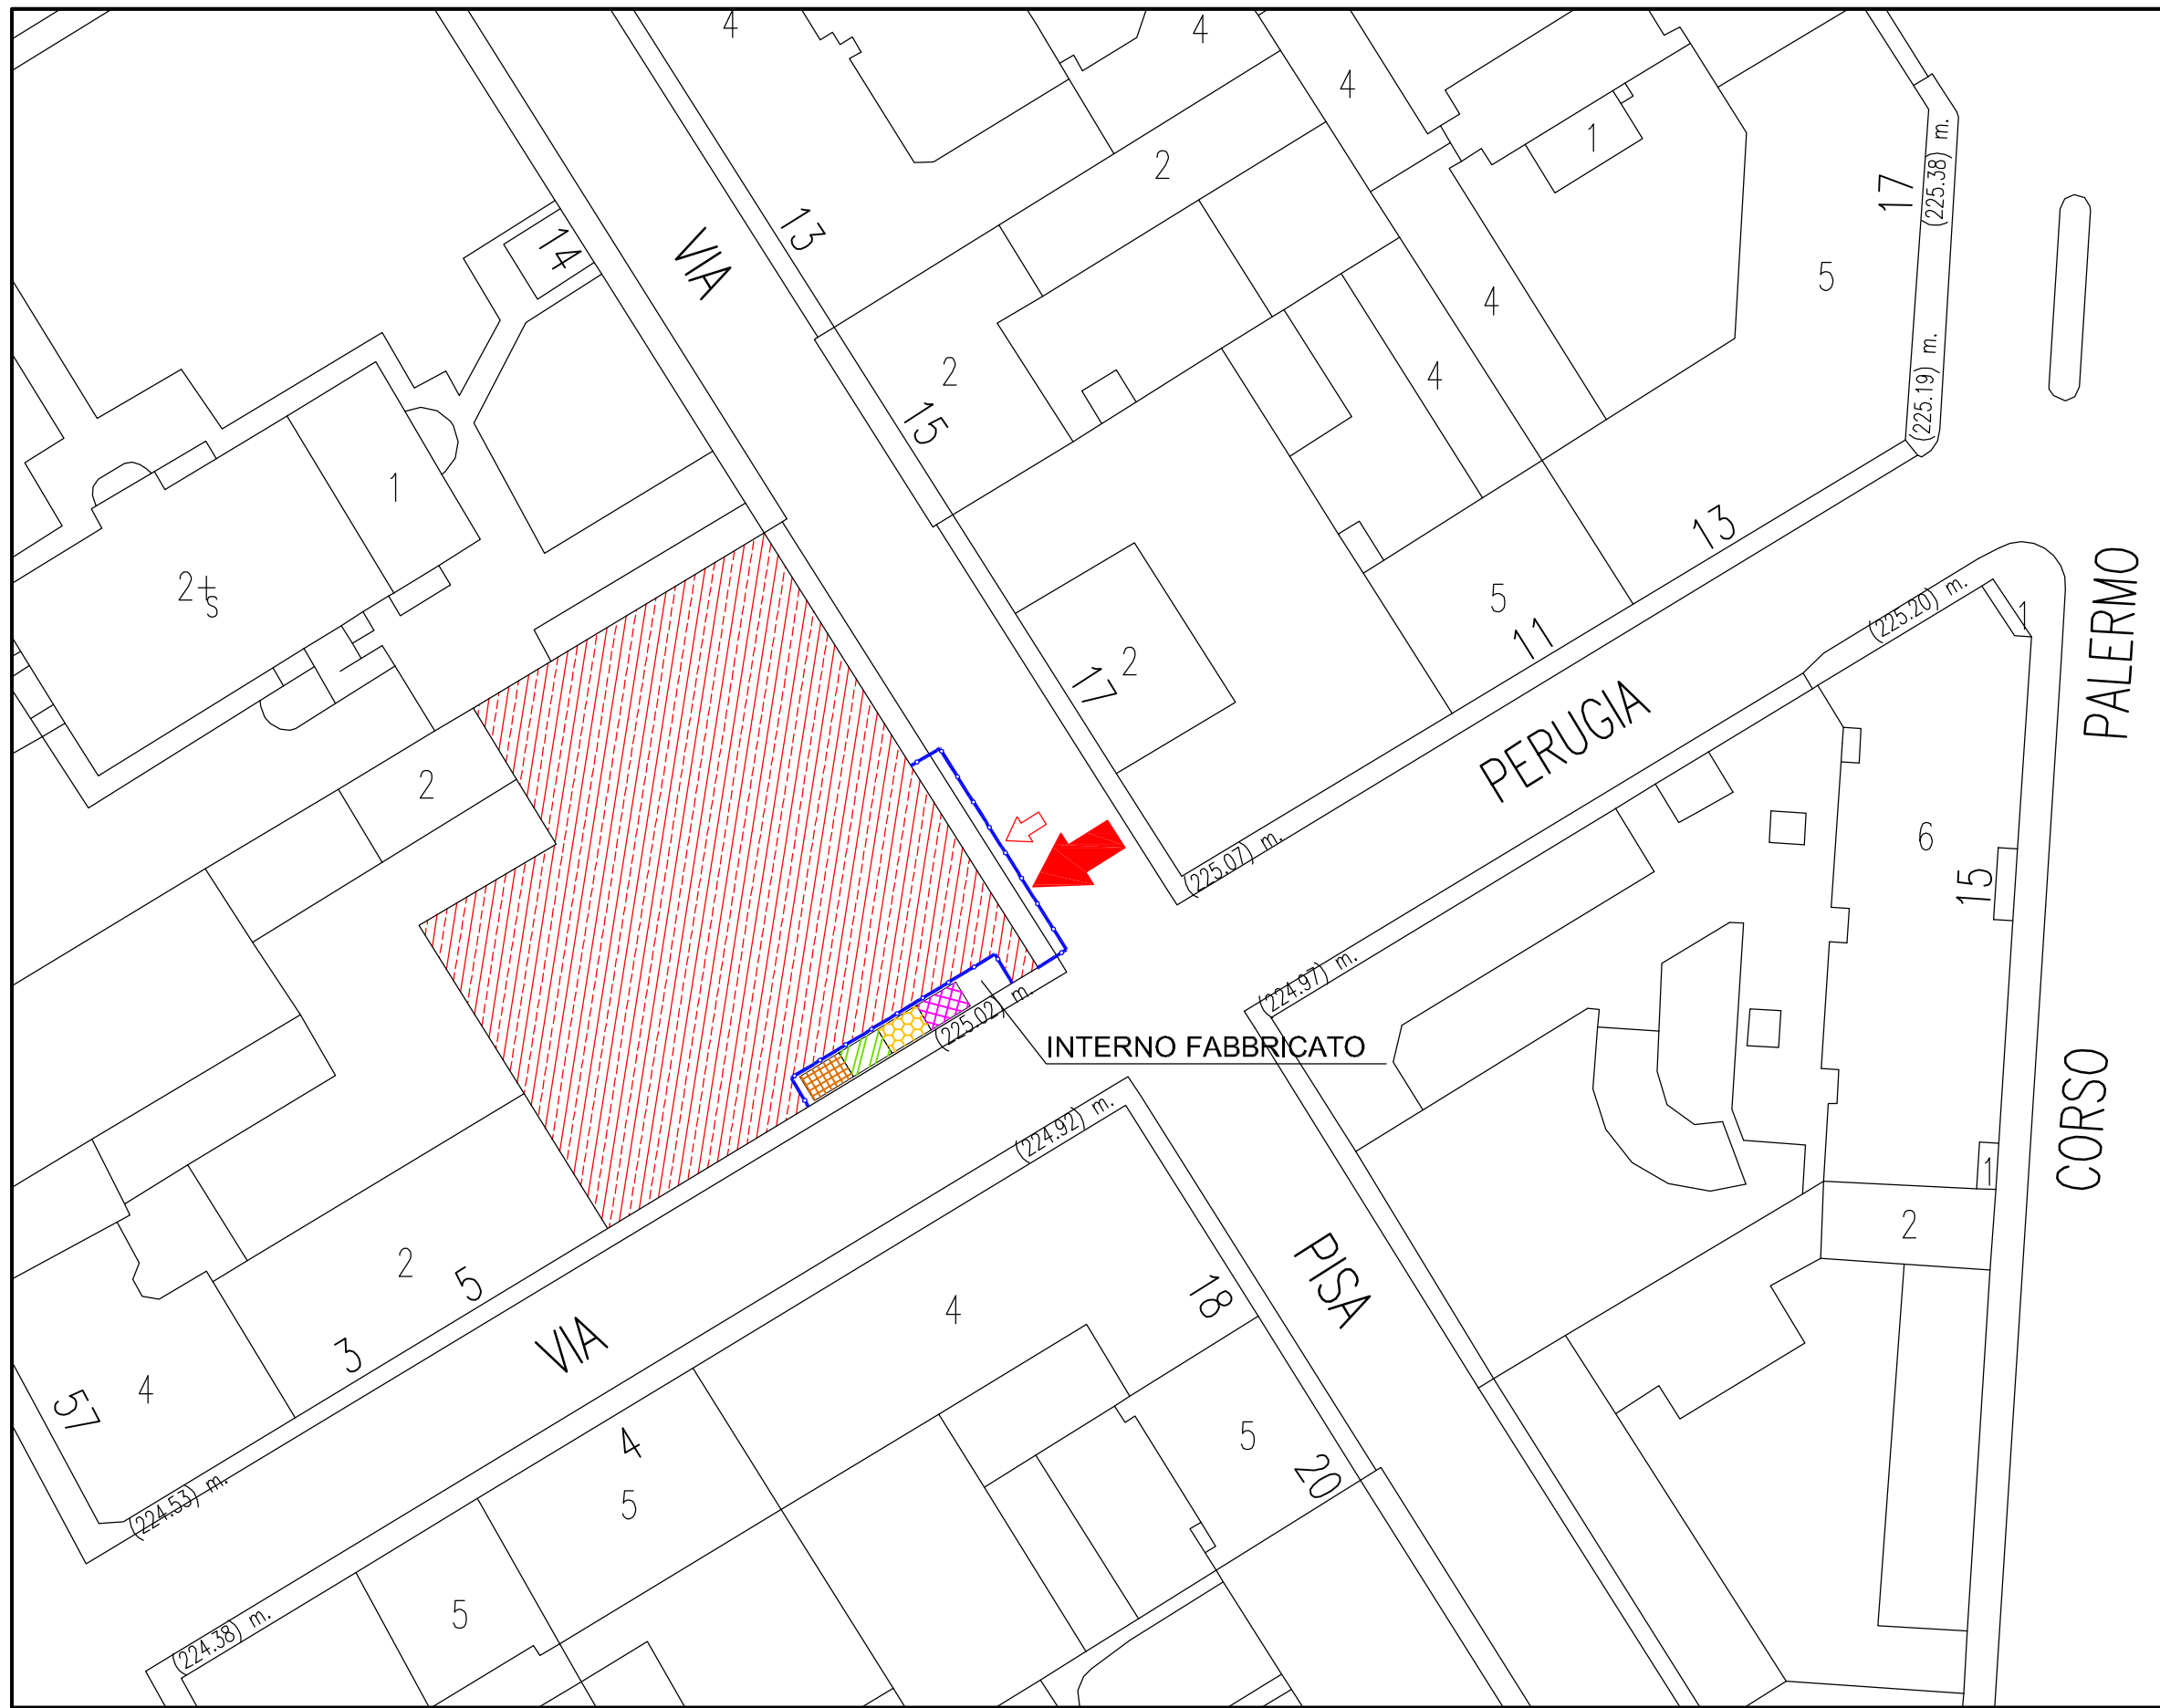 4
4
4
1
2
17
(225.38) m.
13
14
VIA
5
4
4
2
15
(225.19) m.
1
13
2+s
5
11
(225.20) m.
1
PALERMO
2
17
PERUGIA
2
6
15
(225.07) m.
(224.97) m.
(225.02) m.
INTERNO FABBRICATO
(224.92) m.
CORSO
1
2
2
5
PISA
18
4
VIA
3
4
57
4
5
20
5
(224.53) m.
5
(224.38) m.